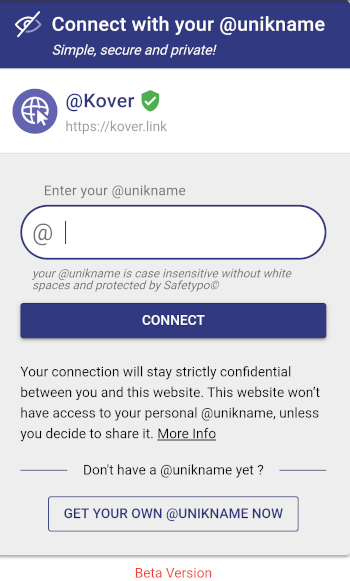 Connect with your @unikname
Simple, secure and private!
@Kover
https://kover.link
Enter your @unikname
@
your @unikname is case insensitive without white
spaces and protected by Safetypo©
CONNECT
Your connection will stay strictly confidential
between you and this website. This website won't
have access to your personal @unikname, unless
you decide to share it. More Info
Don't have a @unikname yet ?
GET YOUR OWN @UNIKNAME NOW
Beta Version